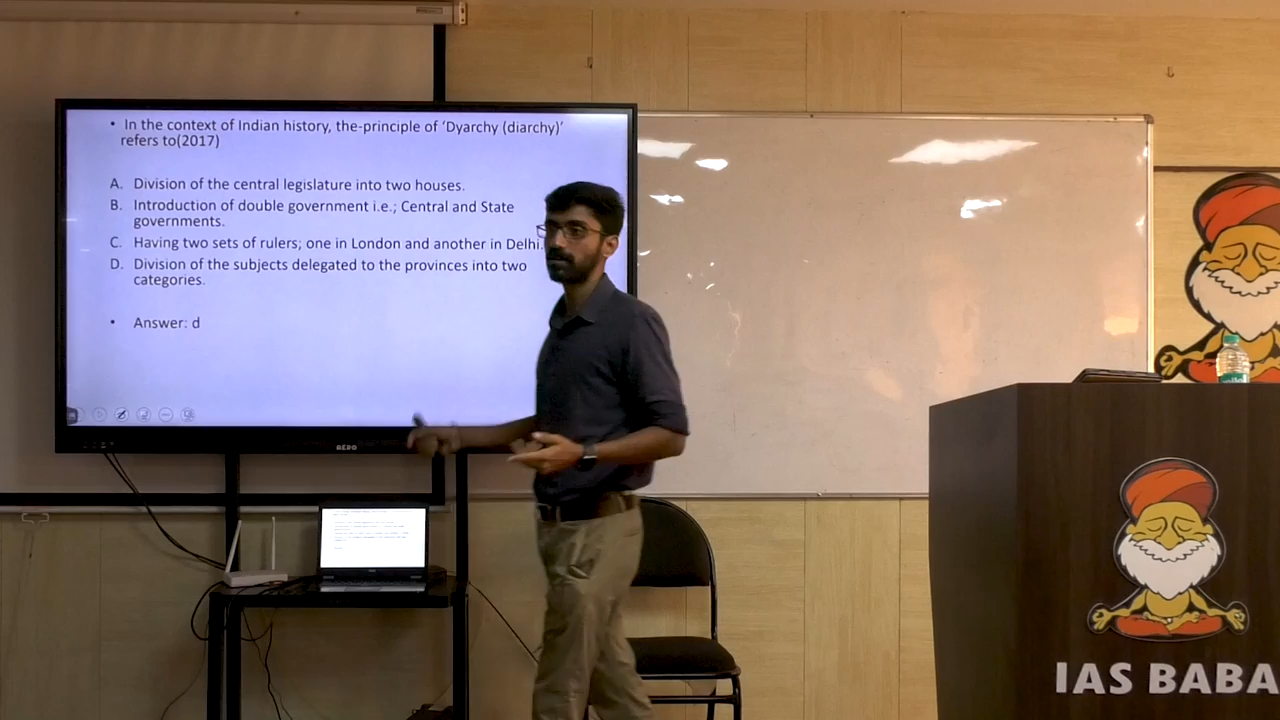 • In the context of Indian history, the-principle of ‘Dyarchy (diarchy)’
refers to(2017)
A. Division of the central legislature into two houses.
B. Introduction of double government i.e.; Central and State
governments.
C. Having two sets of rulers; one in London and another in Delhi.
D. Division of the subjects delegated to the provinces into two
categories.
• Answer: d
IAS BABA